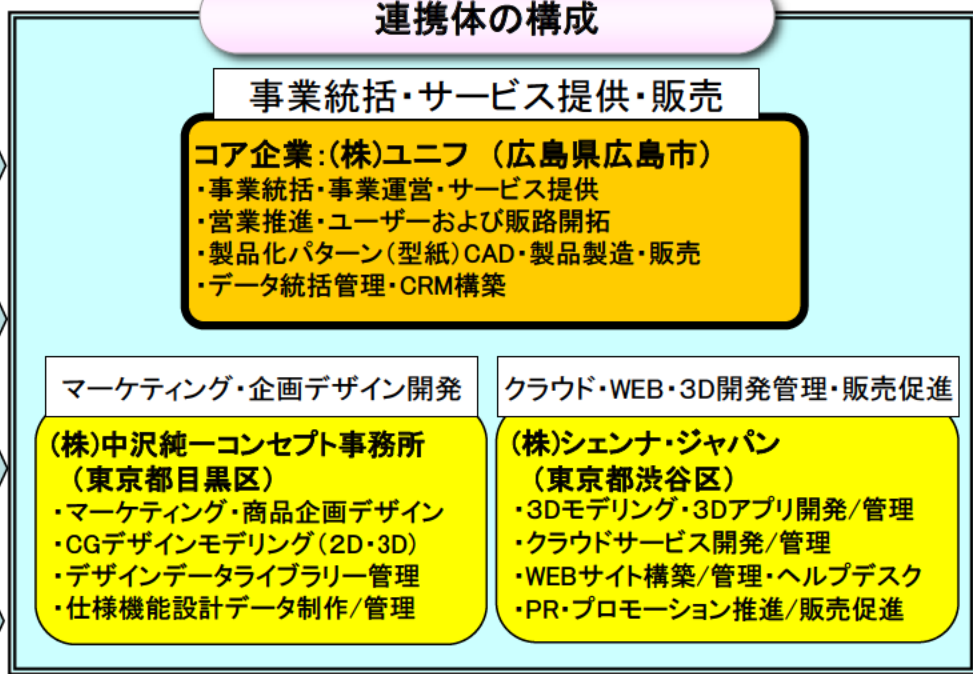 連携体の構成
事業統括・サービス提供・販売
コア企業:(株)ユニフ (広島県広島市)
・事業統括・事業運営・サービス提供
・営業推進・ユーザーおよび販路開拓
・製品化パターン(型紙)CAD・製品製造・販売
・データ統括管理・CRM構築
マーケティング・企画デザイン開発
(株)中沢純一コンセプト事務所
(東京都目黒区)
・マーケティング・商品企画デザイン
・CGデザインモデリング(2D・3D)
・デザインデータライブラリー管理
・仕様機能設計データ制作/管理
クラウド・WEB・3D開発管理・販売促進
(株)シェンナ・ジャパン
(東京都渋谷区)
・3Dモデリング・3Dアプリ開発/管理
・クラウドサービス開発/管理
・WEBサイト構築/管理・ヘルプデスク
・PR・プロモーション推進/販売促進